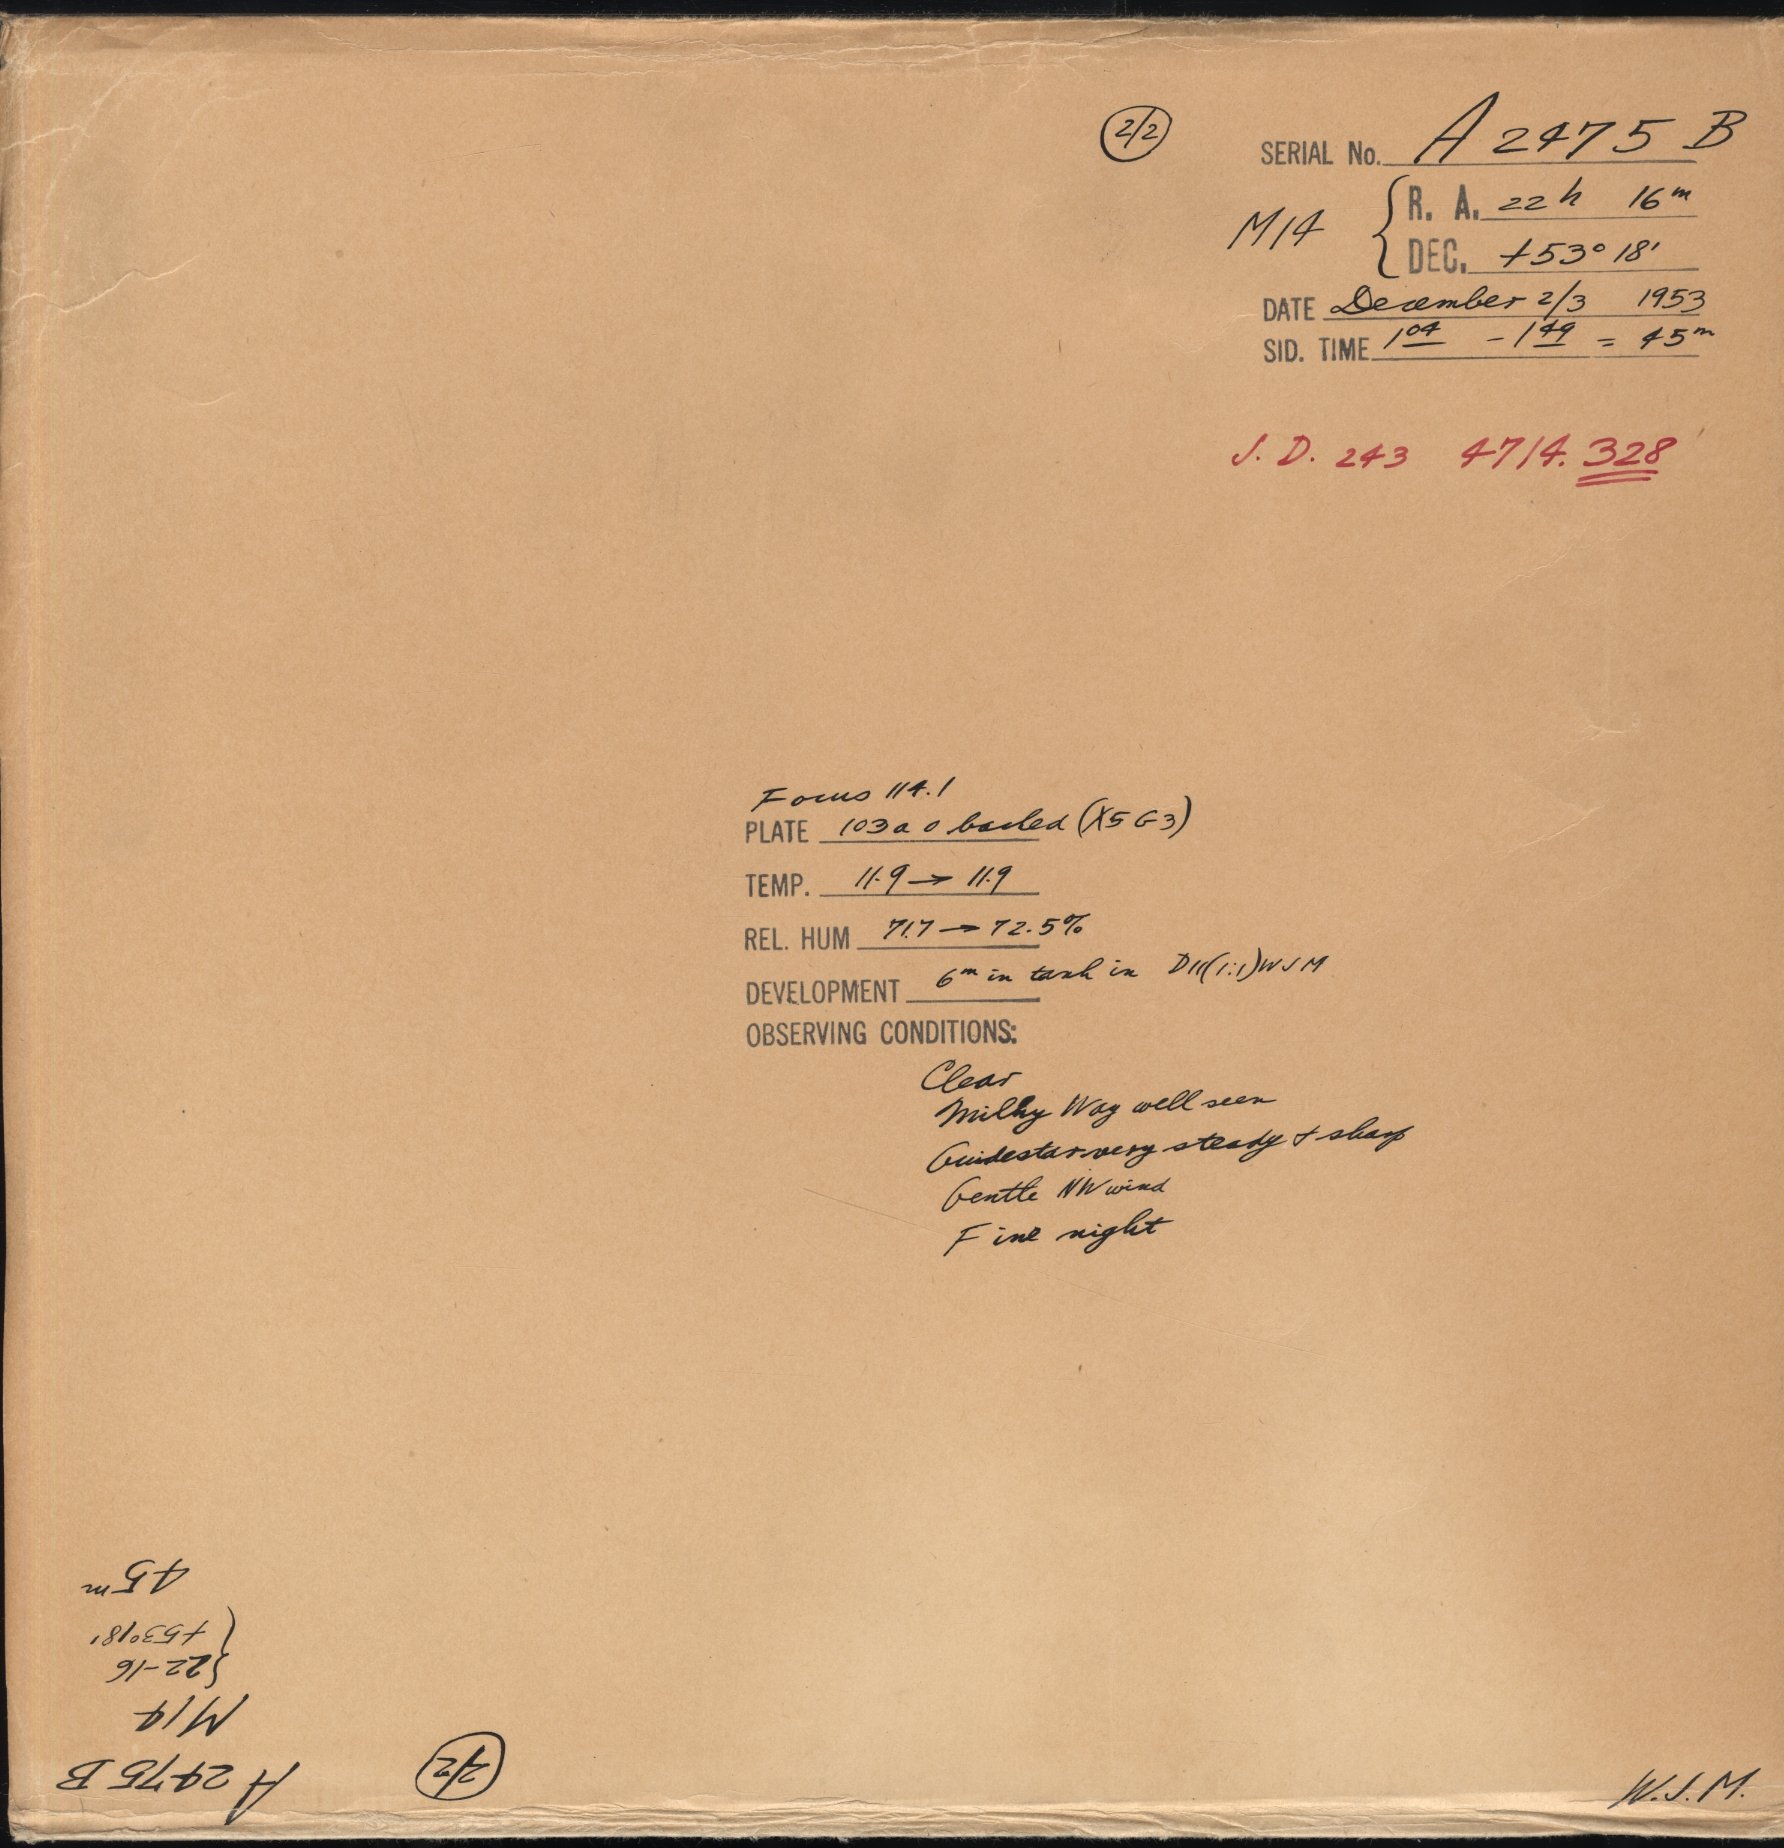 2/2
SERIAL No. A 2475 B
M14 { R. A. 22 h 16m
DEC. +53° 18'
DATE December 2/3 1953
SID. TIME 1 04 - 1 49 = 45m
J. D. 243 4714.328
Focus 114.1
PLATE 103a o backed (X5G3)
TEMP. 11.9 → 11.9
REL. HUM 71.7 → 72.5%
DEVELOPMENT 6m in tank in D11(1:1) WJM
OBSERVING CONDITIONS:
Clear
Milky Way well seen
Guidestar very steady + sharp
Gentle NW wind
Fine night
W.J.M.
2/2
A 2475 B
M14
{22-16
+53°18'
45m